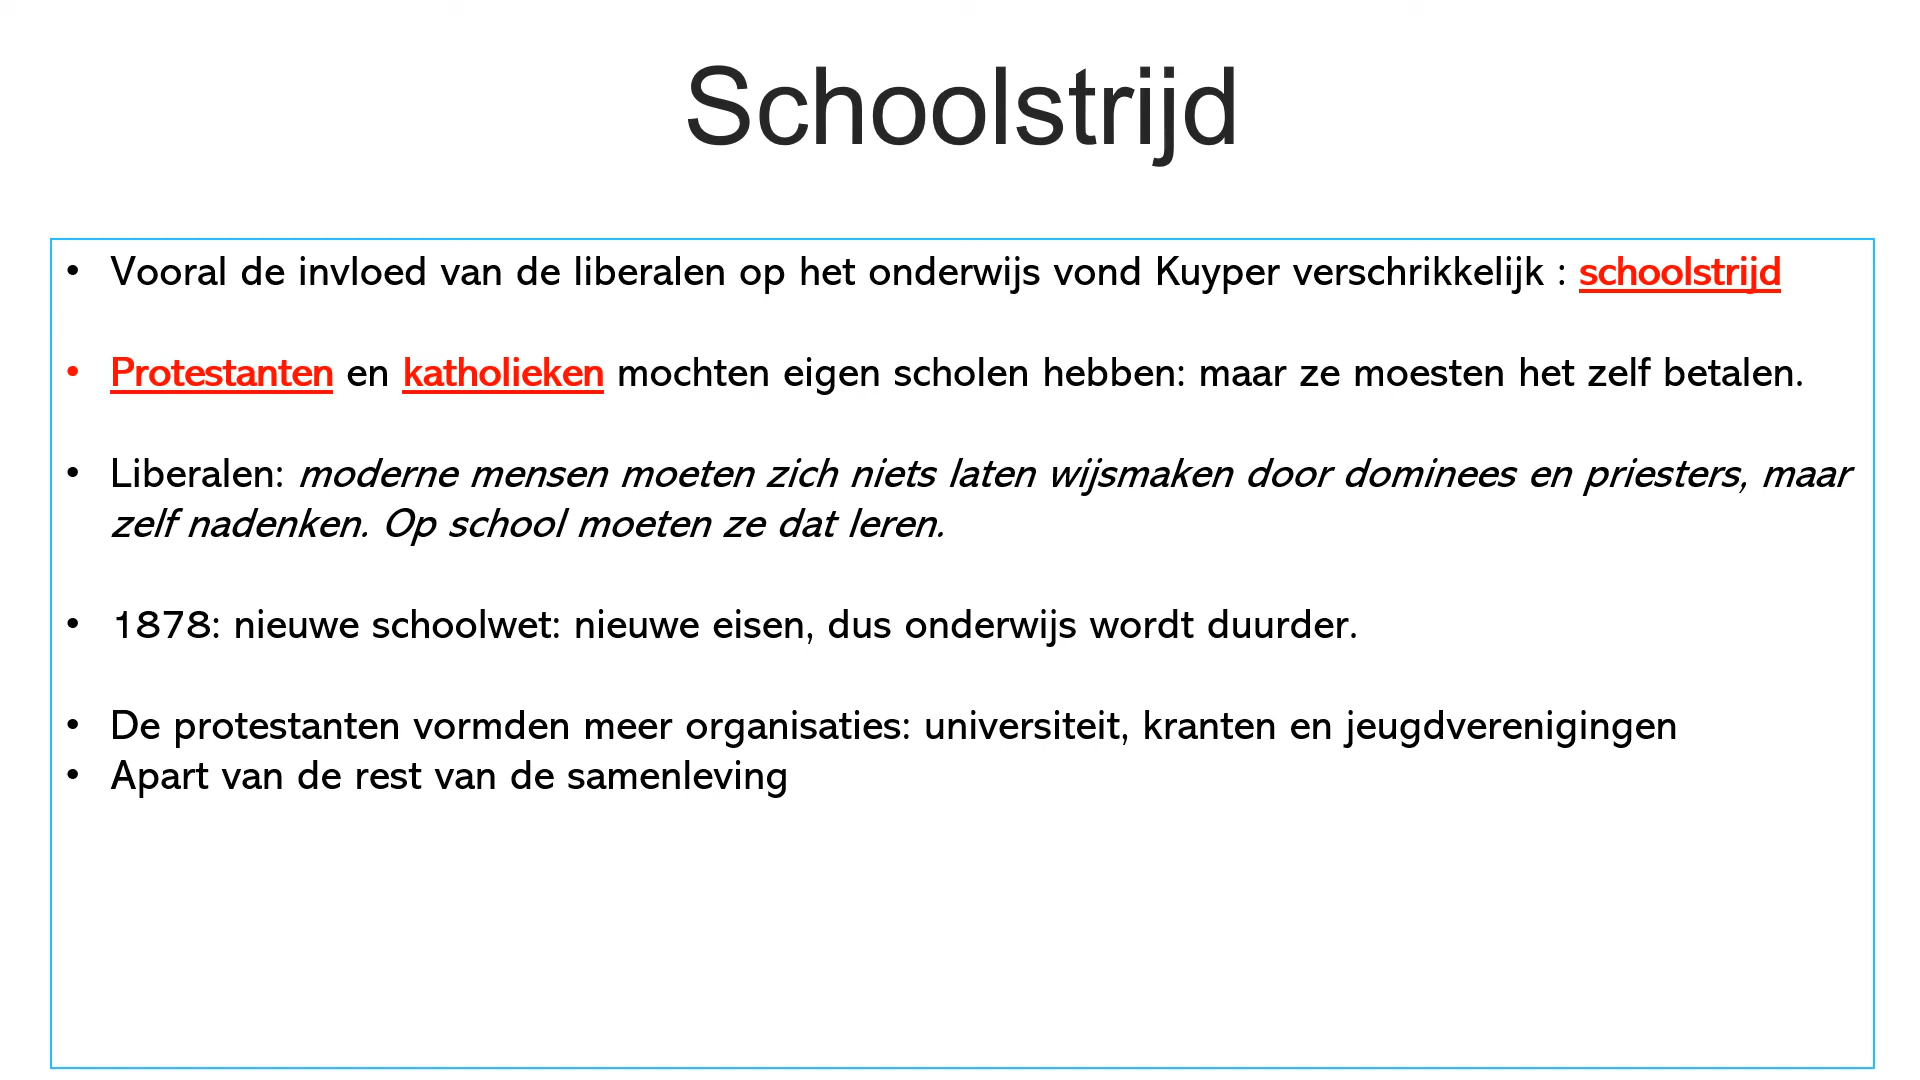 Schoolstrijd
• Vooral de invloed van de liberalen op het onderwijs vond Kuyper verschrikkelijk : schoolstrijd
• Protestanten en katholieken mochten eigen scholen hebben: maar ze moesten het zelf betalen.
• Liberalen: moderne mensen moeten zich niets laten wijsmaken door dominees en priesters, maar
zelf nadenken. Op school moeten ze dat leren.
• 1878: nieuwe schoolwet: nieuwe eisen, dus onderwijs wordt duurder.
• De protestanten vormden meer organisaties: universiteit, kranten en jeugdverenigingen
• Apart van de rest van de samenleving